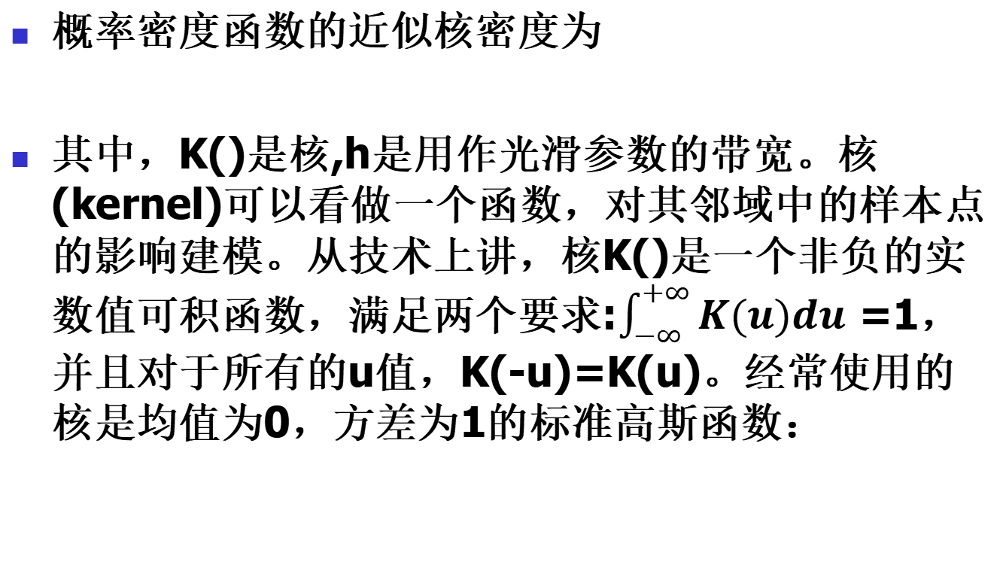 概率密度函数的近似核密度为
其中，K()是核,h是用作光滑参数的带宽。核
(kernel)可以看做一个函数，对其邻域中的样本点
的影响建模。从技术上讲，核K()是一个非负的实
数值可积函数，满足两个要求:∫₋∞⁺∞ K(u)du =1，
并且对于所有的u值，K(-u)=K(u)。经常使用的
核是均值为0，方差为1的标准高斯函数：